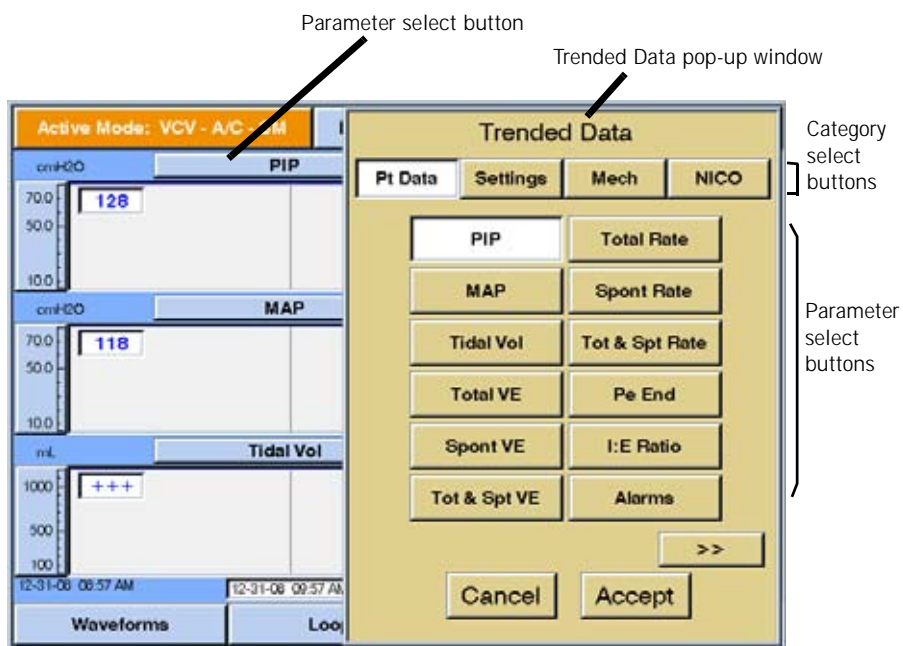 Parameter select button
Trended Data pop-up window
Active Mode: VCV - A/C -
Trended Data
Category
select
buttons
Pt Data Settings Mech NICO
cmH2O PIP
70.0 128
50.0
10.0
PIP Total Rate
MAP Spont Rate
Tidal Vol Tot & Spt Rate
Total VE Pe End
Spont VE I:E Ratio
Tot & Spt VE Alarms
Parameter
select
buttons
cmH2O MAP
70.0 118
50.0
10.0
mL Tidal Vol
1000 +++
500
100
>>
12-31-08 08:57 AM 12-31-08 09:57
Cancel Accept
Waveforms